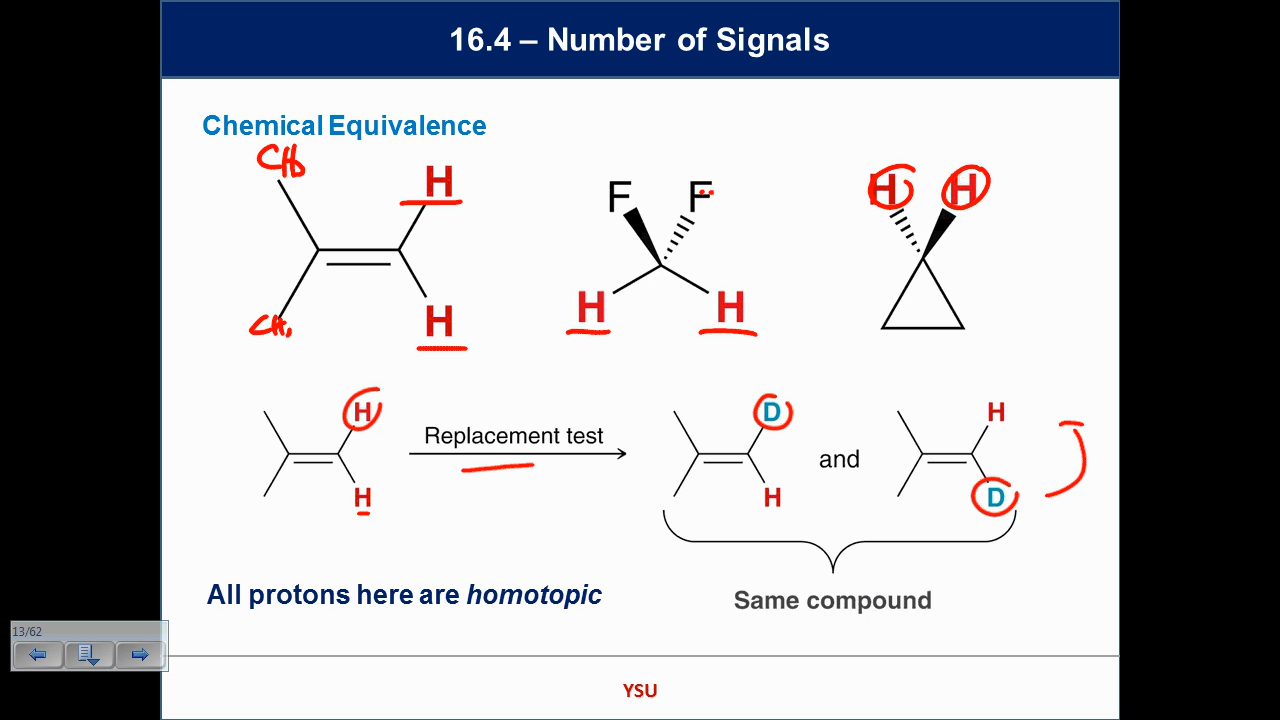 16.4 – Number of Signals
Chemical Equivalence
CH₃
H
F F
H H
CH₃
H
H H
H
Replacement test
D
and
H
H
H
D
All protons here are homotopic
Same compound
13/62
YSU